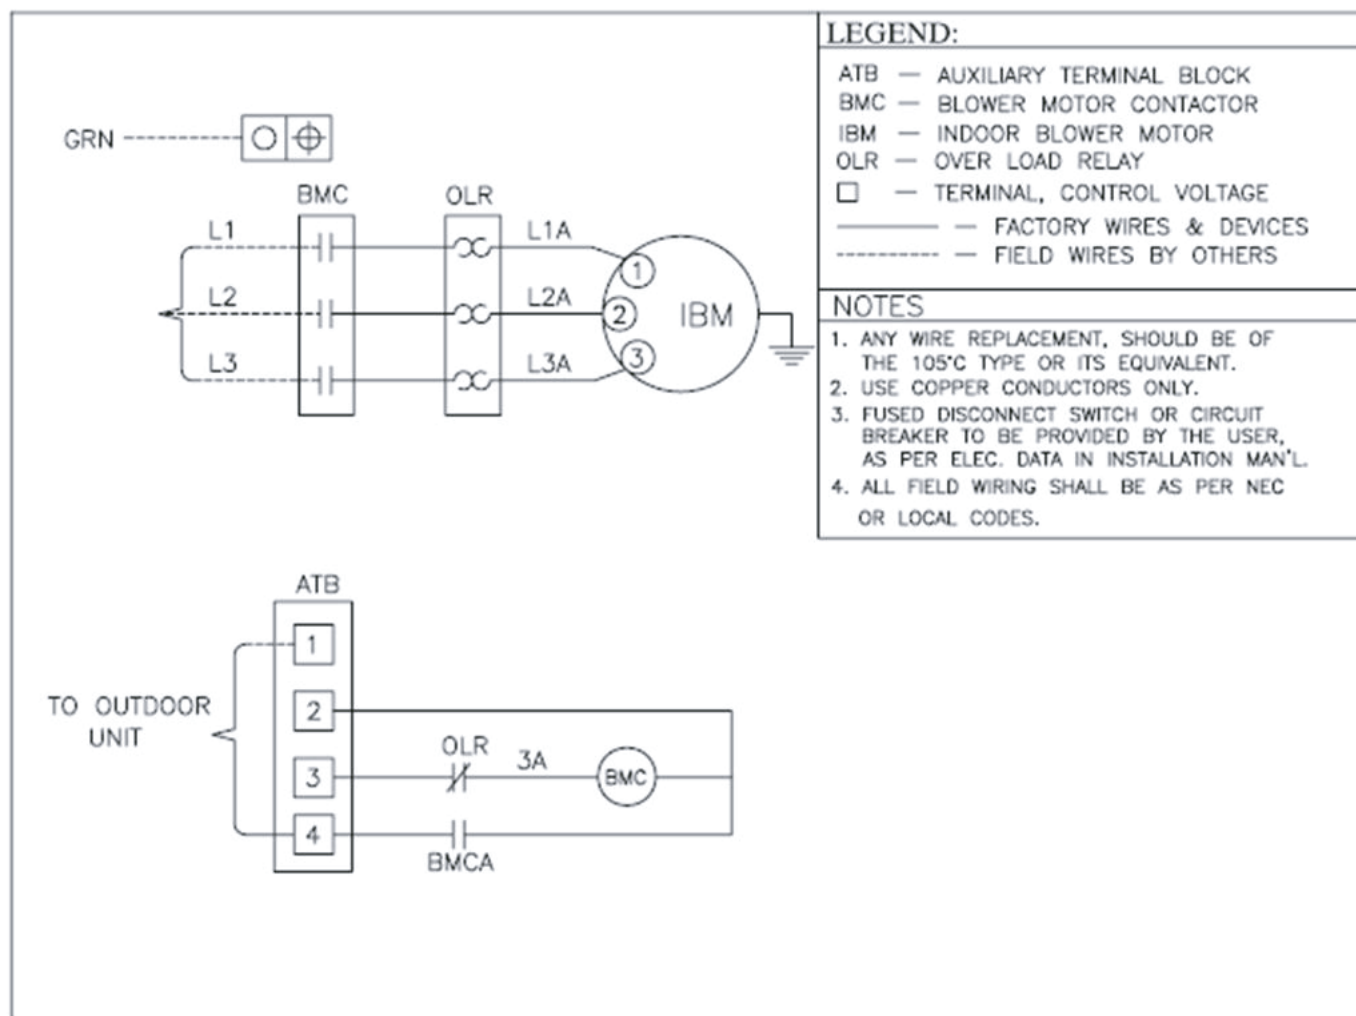 GRN
BMC OLR
L1 L1A
1
L2 L2A
2 IBM
L3 L3A
3
ATB
1
TO OUTDOOR
UNIT
2
OLR
3A
3 BMC
4
BMCA
LEGEND:
ATB — AUXILIARY TERMINAL BLOCK
BMC — BLOWER MOTOR CONTACTOR
IBM — INDOOR BLOWER MOTOR
OLR — OVER LOAD RELAY
— TERMINAL, CONTROL VOLTAGE
— FACTORY WIRES & DEVICES
— FIELD WIRES BY OTHERS
NOTES
1. ANY WIRE REPLACEMENT, SHOULD BE OF
THE 105°C TYPE OR ITS EQUIVALENT.
2. USE COPPER CONDUCTORS ONLY.
3. FUSED DISCONNECT SWITCH OR CIRCUIT
BREAKER TO BE PROVIDED BY THE USER,
AS PER ELEC. DATA IN INSTALLATION MAN'L.
4. ALL FIELD WIRING SHALL BE AS PER NEC
OR LOCAL CODES.